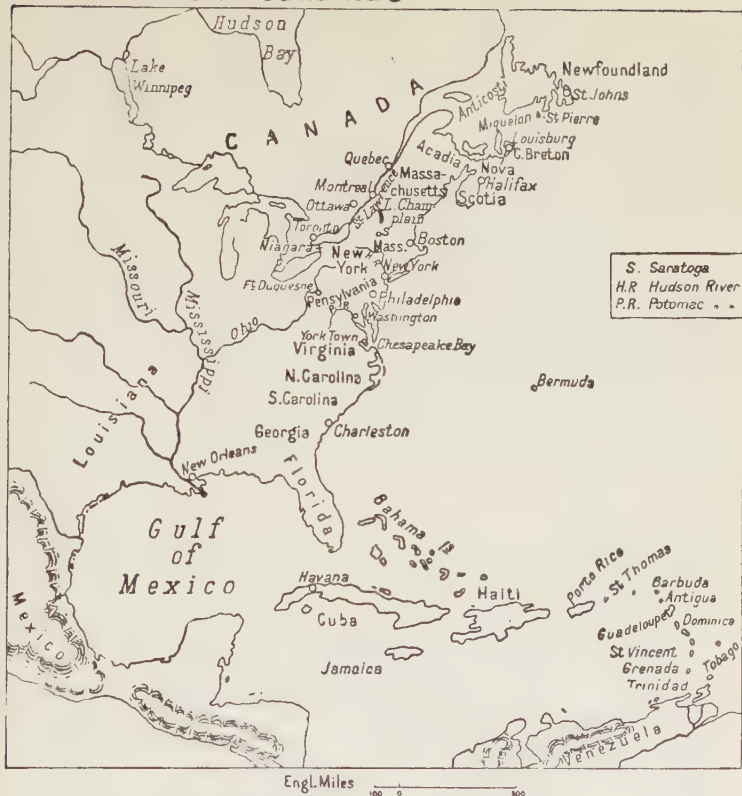 Hudson
Bay
Lake
Winnipeg
Newfoundland
St Johns
Anticosti
Miquelon St Pierre
CANADA
Louisburg
C. Breton
Acadia
Quebec
Nova
Scotia
Halifax
Massa-
chusetts
Montreal
Ottawa
St Lawrence
L. Cham-
plain
Toronto
Niagara
Mass.
Boston
New
York
H.R.
New York
S. Saratoga
H.R Hudson River
P.R. Potomac " "
Missouri
Mississippi
Ft Duquesne
Pensylvania
Philadelphia
P.R.
Washington
Ohio
York Town
Virginia
Chesapeake Bay
N. Carolina
Bermuda
S. Carolina
Louisiana
Georgia
Charleston
New Orleans
Florida
Gulf
of
Mexico
Bahama Is
Mexico
Havana
Cuba
Haiti
Porto Rico
St Thomas
Barbuda
Antigua
Guadeloupe
Dominica
Jamaica
St Vincent
Grenada
Tobago
Trinidad
Venezuela
Engl. Miles
100 0